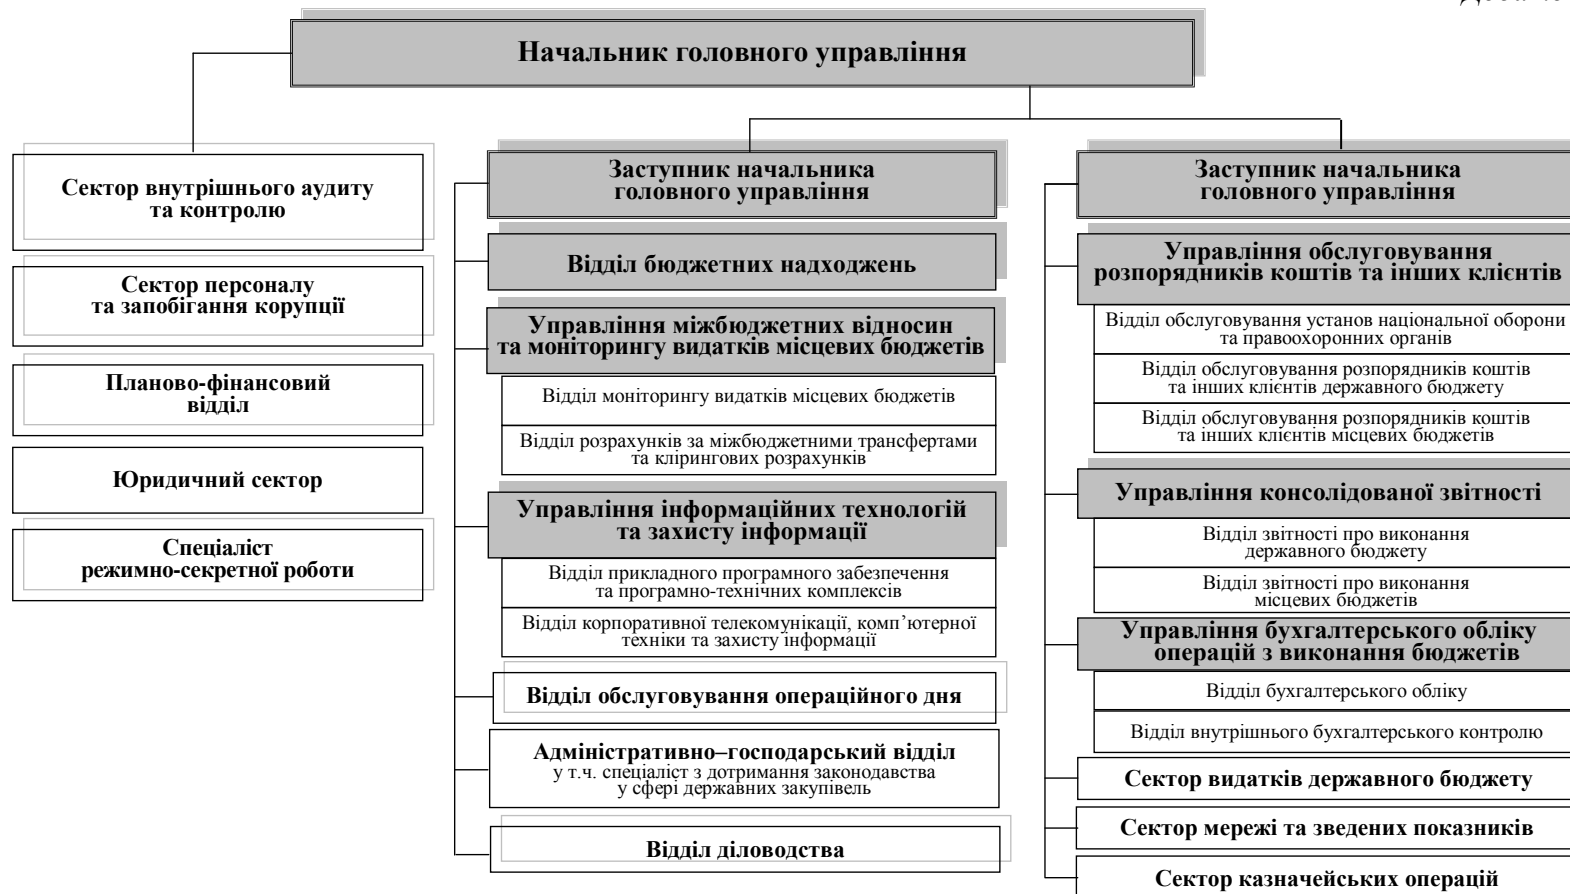 Начальник головного управління
Сектор внутрішнього аудиту
та контролю
Сектор персоналу
та запобігання корупції
Планово-фінансовий
відділ
Юридичний сектор
Спеціаліст
режимно-секретної роботи
Заступник начальника
головного управління
Відділ бюджетних надходжень
Управління міжбюджетних відносин
та моніторингу видатків місцевих бюджетів
Відділ моніторингу видатків місцевих бюджетів
Відділ розрахунків за міжбюджетними трансфертами
та клірингових розрахунків
Управління інформаційних технологій
та захисту інформації
Відділ прикладного програмного забезпечення
та програмно-технічних комплексів
Відділ корпоративної телекомунікації, комп’ютерної
техніки та захисту інформації
Відділ обслуговування операційного дня
Адміністративно–господарський відділ
у т.ч. спеціаліст з дотримання законодавства
у сфері державних закупівель
Відділ діловодства
Заступник начальника
головного управління
Управління обслуговування
розпорядників коштів та інших клієнтів
Відділ обслуговування установ національної оборони
та правоохоронних органів
Відділ обслуговування розпорядників коштів
та інших клієнтів державного бюджету
Відділ обслуговування розпорядників коштів
та інших клієнтів місцевих бюджетів
Управління консолідованої звітності
Відділ звітності про виконання
державного бюджету
Відділ звітності про виконання
місцевих бюджетів
Управління бухгалтерського обліку
операцій з виконання бюджетів
Відділ бухгалтерського обліку
Відділ внутрішнього бухгалтерського контролю
Сектор видатків державного бюджету
Сектор мережі та зведених показників
Сектор казначейських операцій